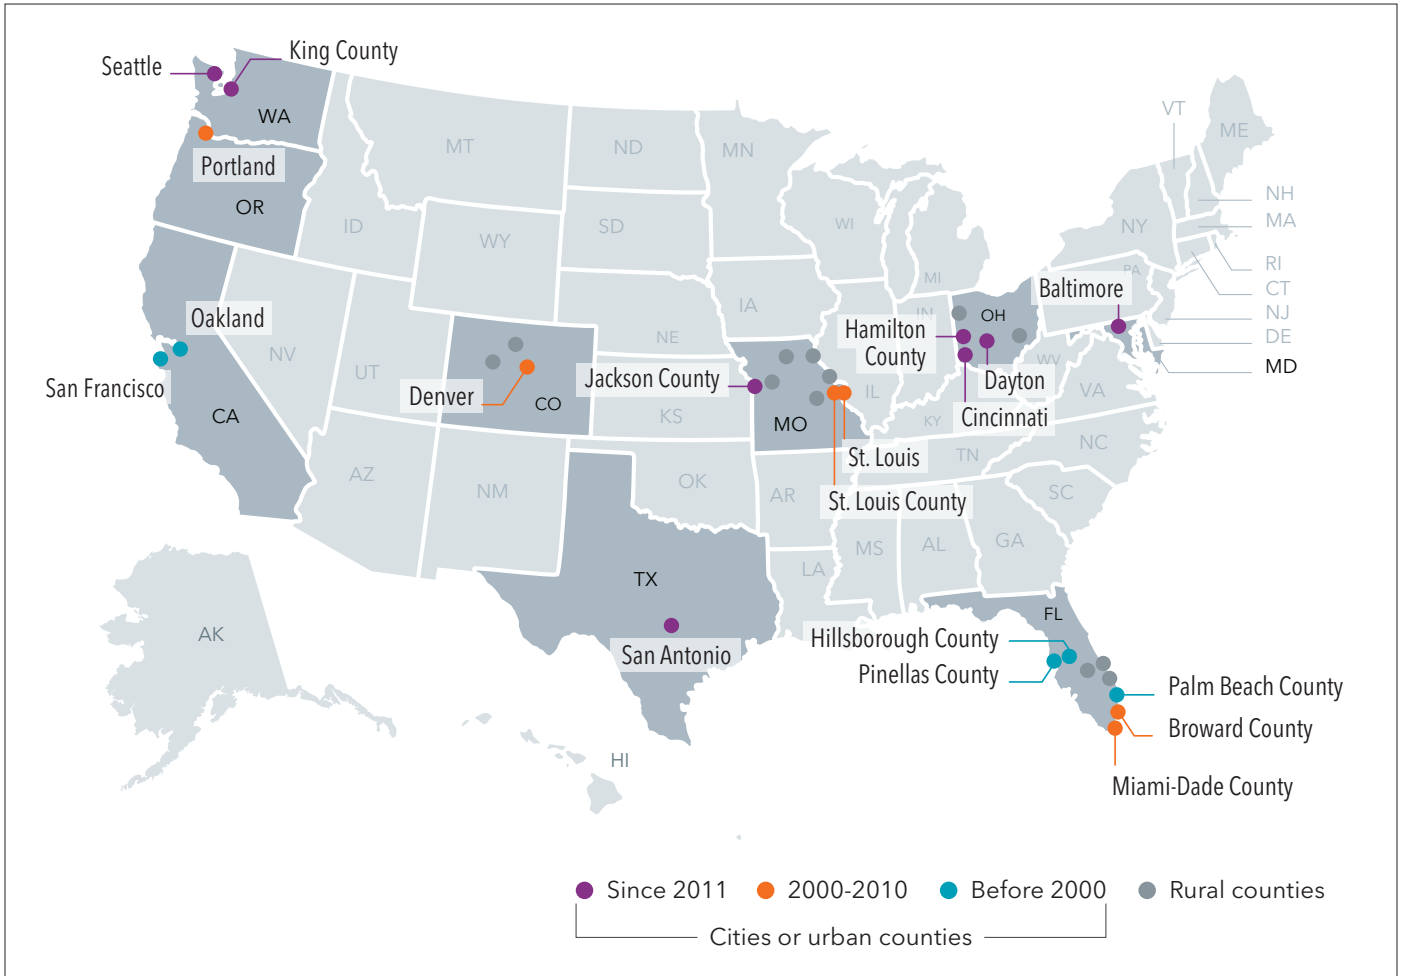 King County
Seattle
WA
Portland
OR
MT
ND
MN
VT
ME
ID
WY
SD
WI
MI
NY
NH
MA
RI
CT
NJ
DE
MD
PA
Baltimore
Oakland
San Francisco
CA
NV
UT
Denver
CO
NE
IA
KS
Jackson County
MO
IL
IN
OH
Hamilton
County
Dayton
Cincinnati
WV
VA
KY
NC
TN
SC
St. Louis
St. Louis County
AZ
NM
OK
AR
TX
San Antonio
LA
MS
AL
GA
FL
Hillsborough County
Pinellas County
Palm Beach County
Broward County
Miami-Dade County
AK
HI
Since 2011
2000-2010
Before 2000
Rural counties
Cities or urban counties